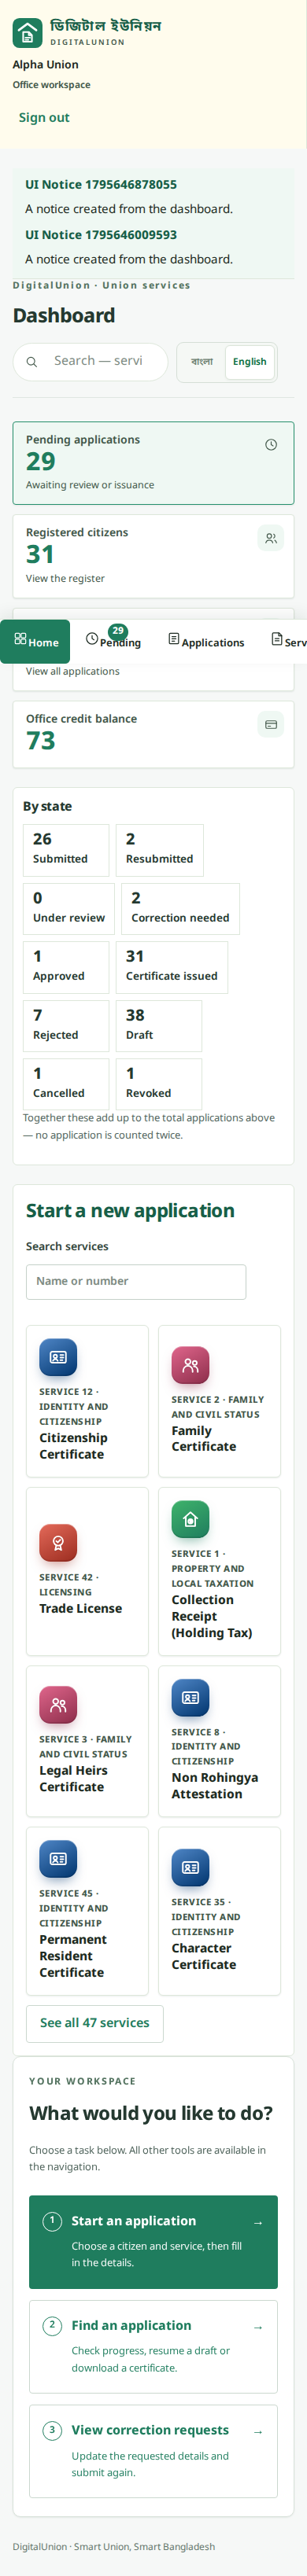 ডিজিটাল ইউনিয়ন
DIGITALUNION
Alpha Union
Office workspace
Sign out
UI Notice 1795646878055
A notice created from the dashboard.
UI Notice 1795646009593
A notice created from the dashboard.
DigitalUnion · Union services
Dashboard
Search — servi
বাংলা
English
Pending applications
29
Awaiting review or issuance
Registered citizens
31
View the register
Home
29
Pending
Applications
Serv
View all applications
Office credit balance
73
By state
26
Submitted
2
Resubmitted
0
Under review
2
Correction needed
1
Approved
31
Certificate issued
7
Rejected
38
Draft
1
Cancelled
1
Revoked
Together these add up to the total applications above
— no application is counted twice.
Start a new application
Search services
Name or number
SERVICE 12 ·
IDENTITY AND
CITIZENSHIP
Citizenship
Certificate
SERVICE 2 · FAMILY
AND CIVIL STATUS
Family
Certificate
SERVICE 42 ·
LICENSING
Trade License
SERVICE 1 ·
PROPERTY AND
LOCAL TAXATION
Collection
Receipt
(Holding Tax)
SERVICE 3 · FAMILY
AND CIVIL STATUS
Legal Heirs
Certificate
SERVICE 8 ·
IDENTITY AND
CITIZENSHIP
Non Rohingya
Attestation
SERVICE 45 ·
IDENTITY AND
CITIZENSHIP
Permanent
Resident
Certificate
SERVICE 35 ·
IDENTITY AND
CITIZENSHIP
Character
Certificate
See all 47 services
YOUR WORKSPACE
What would you like to do?
Choose a task below. All other tools are available in
the navigation.
1
Start an application →
Choose a citizen and service, then fill
in the details.
2
Find an application →
Check progress, resume a draft or
download a certificate.
3
View correction requests →
Update the requested details and
submit again.
DigitalUnion · Smart Union, Smart Bangladesh